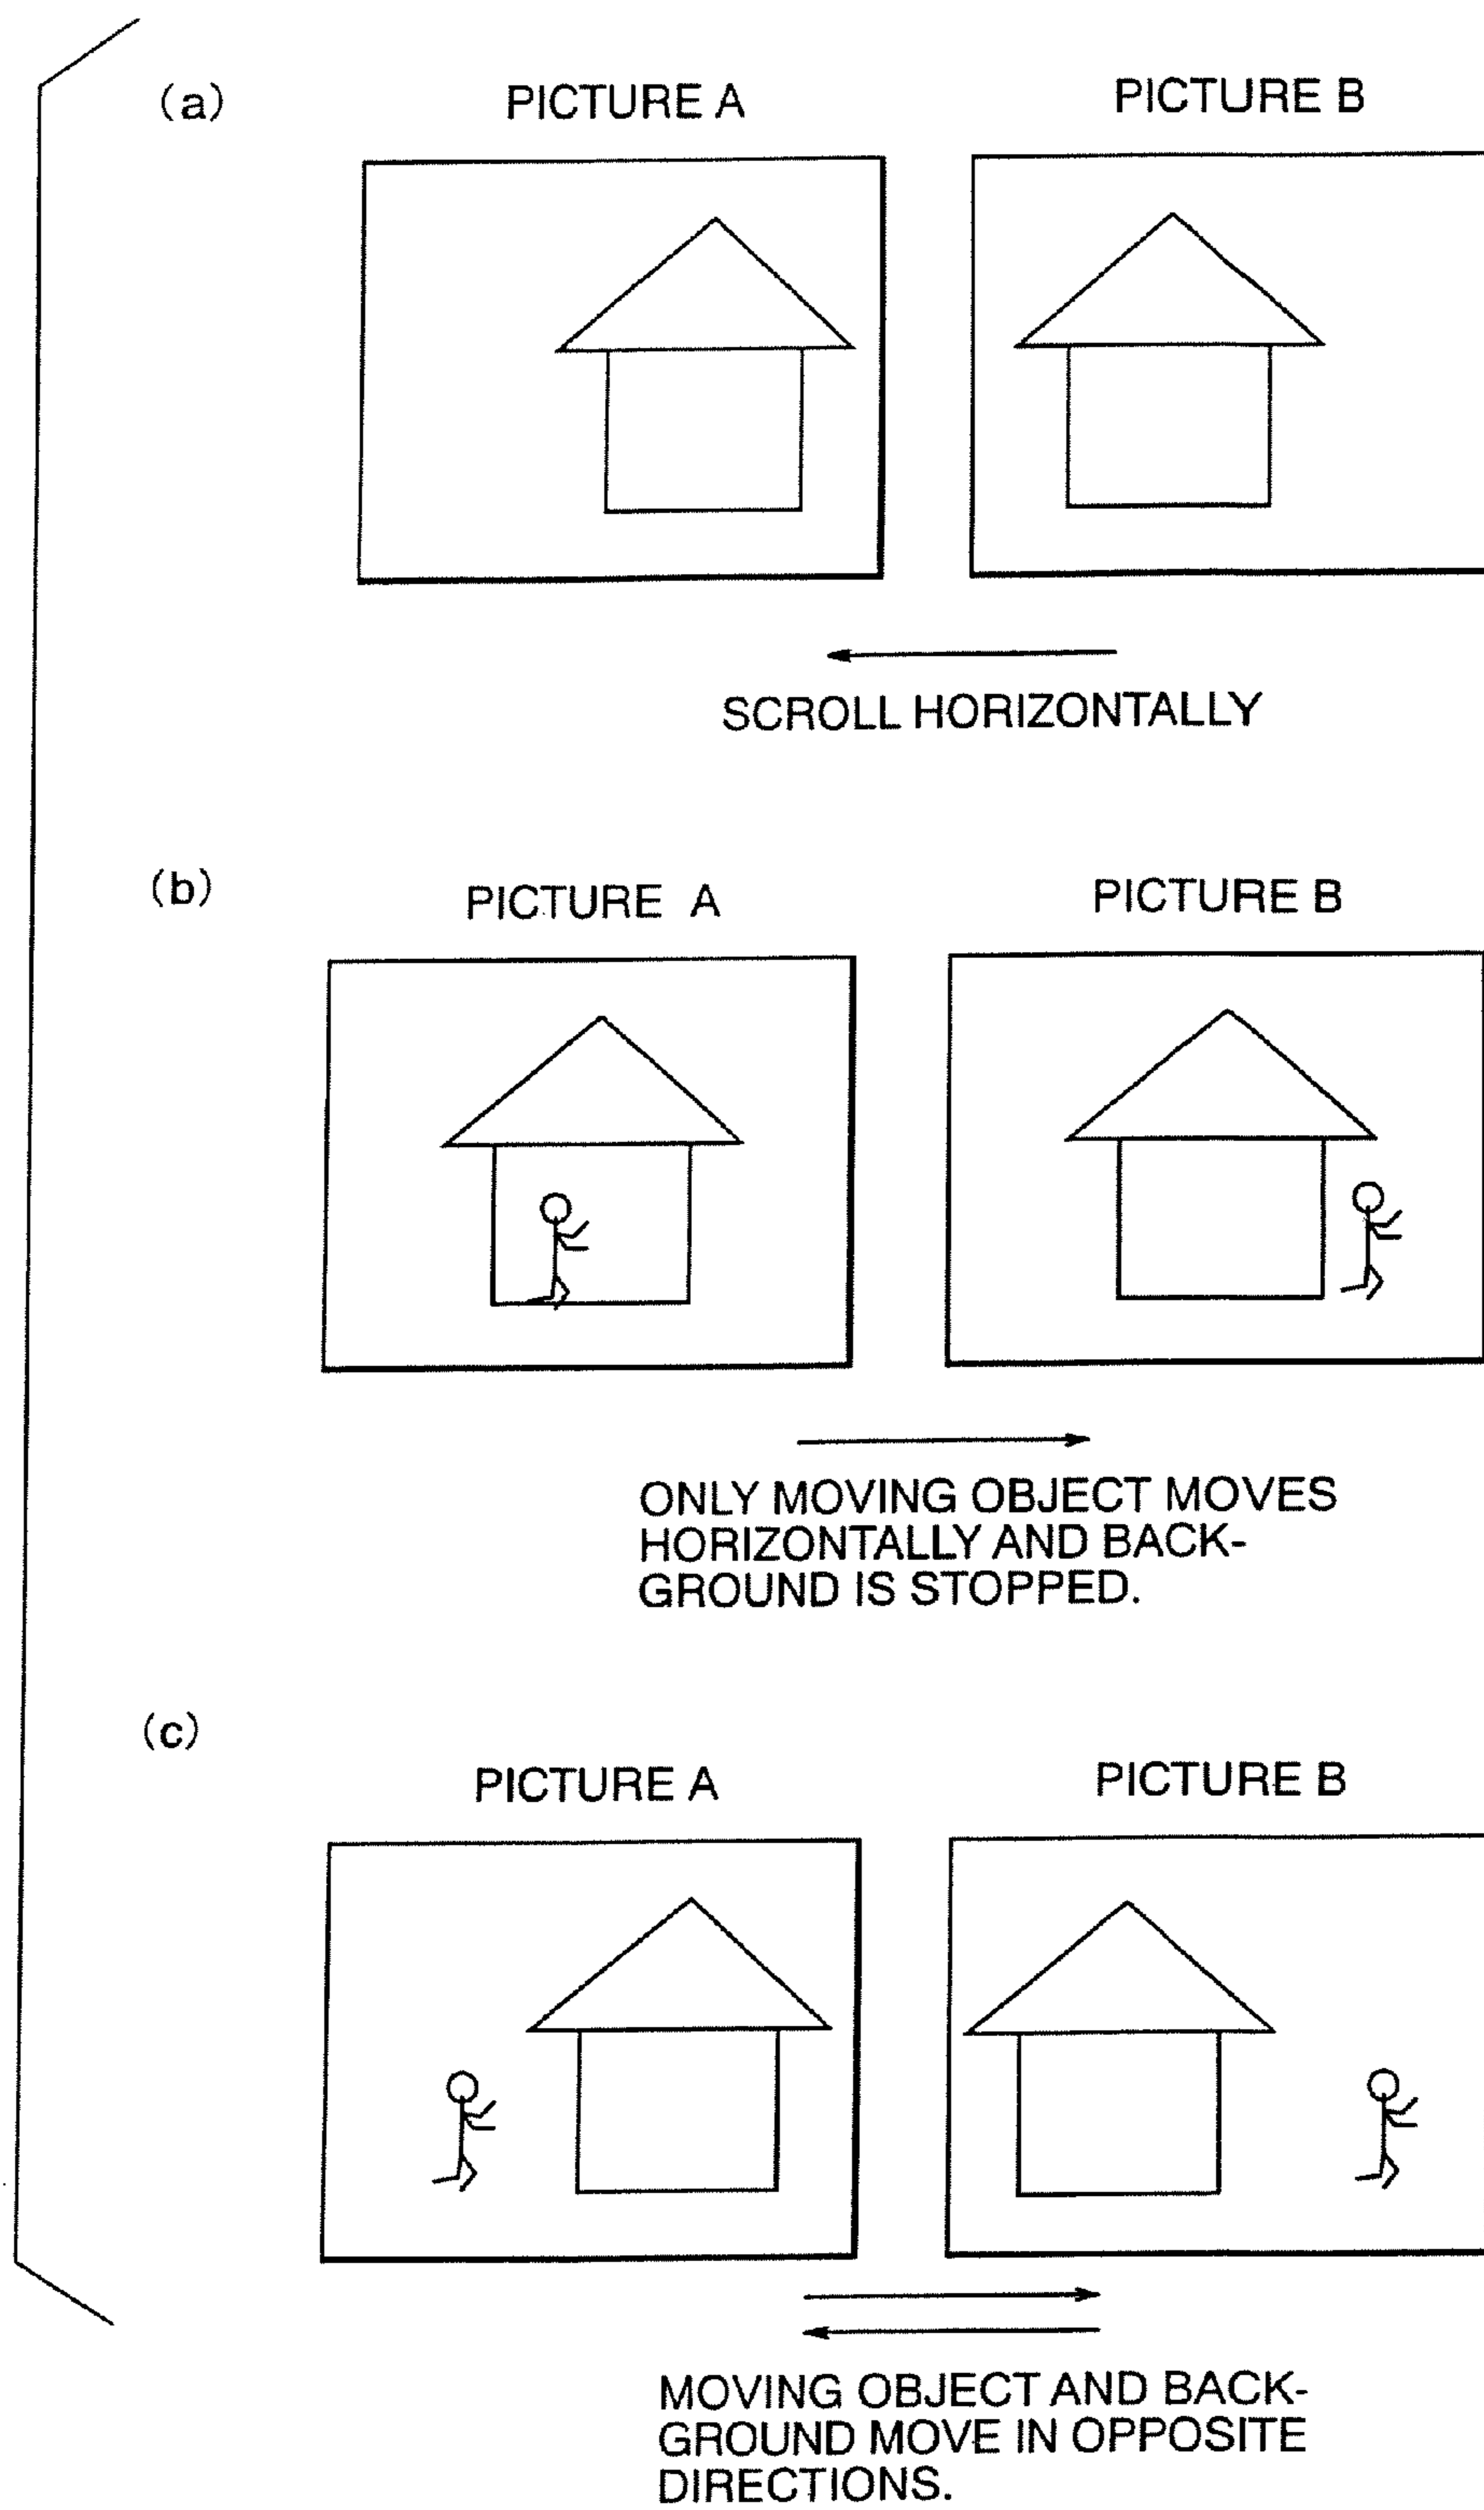 (a)
PICTURE A
PICTURE B
SCROLL HORIZONTALLY
(b)
PICTURE A
PICTURE B
ONLY MOVING OBJECT MOVES
HORIZONTALLY AND BACK-
GROUND IS STOPPED.
(c)
PICTURE A
PICTURE B
MOVING OBJECT AND BACK-
GROUND MOVE IN OPPOSITE
DIRECTIONS.